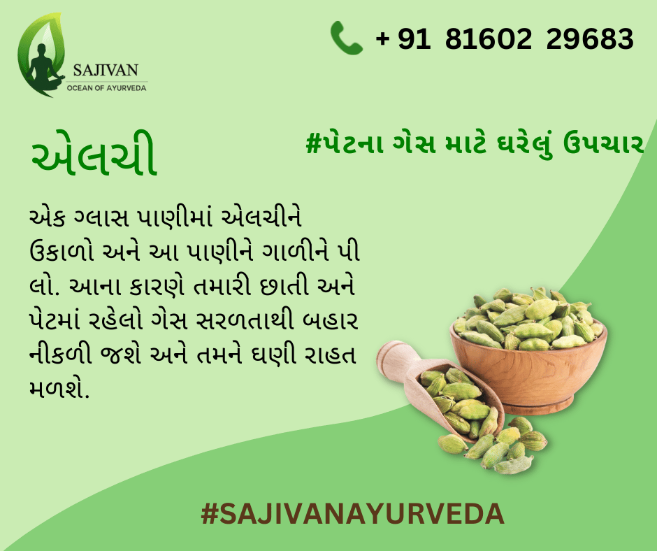 SAJIVAN
OCEAN OF AYURVEDA
+ 91 81602 29683
એલચી
#પેટના ગેસ માટે ઘરેલું ઉપચાર
એક ગ્લાસ પાણીમાં એલચીને
ઉકાળો અને આ પાણીને ગાળીને પી
લો. આના કારણે તમારી છાતી અને
પેટમાં રહેલો ગેસ સરળતાથી બહાર
નીકળી જશે અને તમને ઘણી રાહત
મળશે.
#SAJIVANAYURVEDA